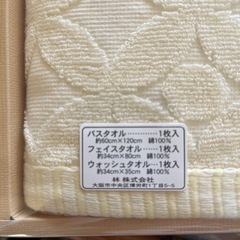 バスタオル…………1枚入
約60cm×120cm 綿100%
フェイスタオル…1枚入
約34cm×80cm 綿100%
ウォッシュタオル…1枚入
約34cm×35cm 綿100%
林 株式会社
大阪市中央区博労町1丁目5-5